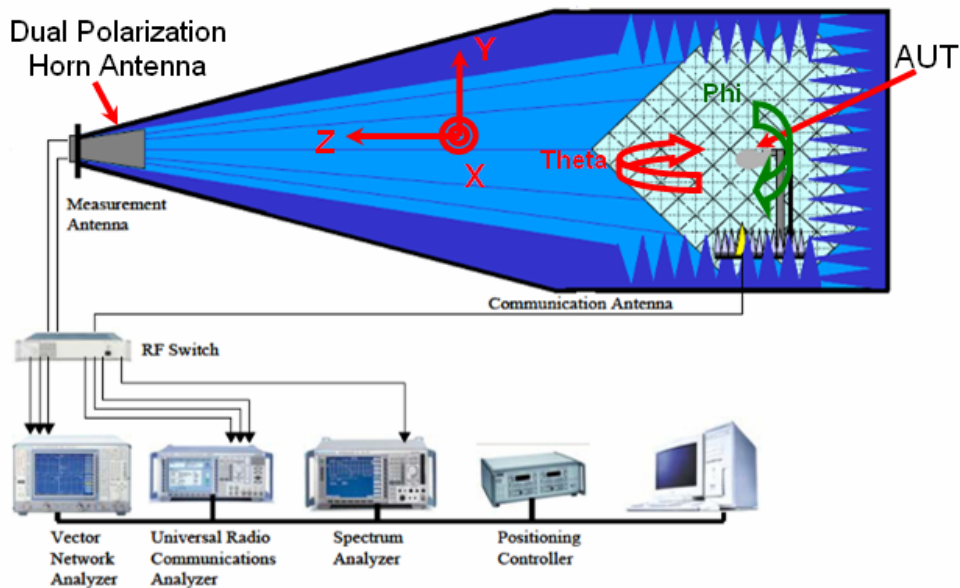 Dual Polarization
Horn Antenna
Y
Z
X
Theta
Phi
AUT
Measurement
Antenna
Communication Antenna
RF Switch
Vector
Network
Analyzer
Universal Radio
Communications
Analyzer
Spectrum
Analyzer
Positioning
Controller